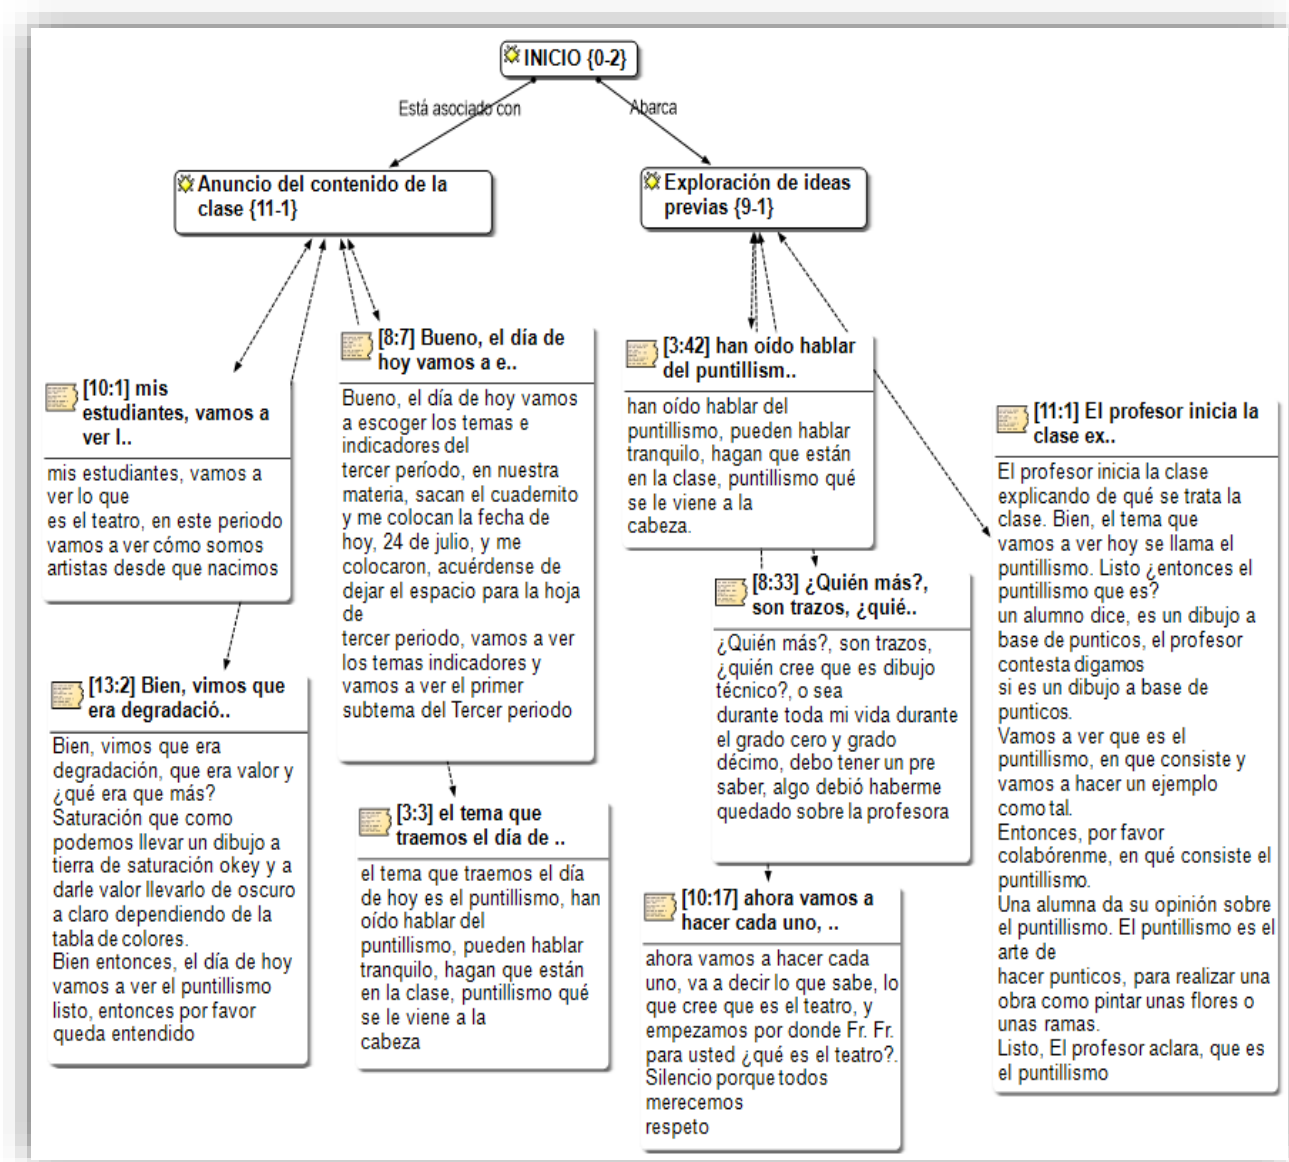 INICIO {0-2}
Está asociado con
Abarca
Anuncio del contenido de la
clase {11-1}
Exploración de ideas
previas {9-1}
[10:1] mis
estudiantes, vamos a
ver l..
mis estudiantes, vamos a
ver lo que
es el teatro, en este periodo
vamos a ver cómo somos
artistas desde que nacimos
[13:2] Bien, vimos que
era degradació..
Bien, vimos que era
degradación, que era valor y
¿qué era que más?
Saturación que como
podemos llevar un dibujo a
tierra de saturación okey y a
darle valor llevarlo de oscuro
a claro dependiendo de la
tabla de colores.
Bien entonces, el día de hoy
vamos a ver el puntillismo
listo, entonces por favor
queda entendido
[8:7] Bueno, el día de
hoy vamos a e..
Bueno, el día de hoy vamos
a escoger los temas e
indicadores del
tercer período, en nuestra
materia, sacan el cuadernito
y me colocan la fecha de
hoy, 24 de julio, y me
colocaron, acuérdense de
dejar el espacio para la hoja
de
tercer periodo, vamos a ver
los temas indicadores y
vamos a ver el primer
subtema del Tercer periodo
[3:3] el tema que
traemos el día de ..
el tema que traemos el día
de hoy es el puntillismo, han
oído hablar del
puntillismo, pueden hablar
tranquilo, hagan que están
en la clase, puntillismo qué
se le viene a la
cabeza
[3:42] han oído hablar
del puntillism..
han oído hablar del
puntillismo, pueden hablar
tranquilo, hagan que están
en la clase, puntillismo qué
se le viene a la
cabeza.
[8:33] ¿Quién más?,
son trazos, ¿quié..
¿Quién más?, son trazos,
¿quién cree que es dibujo
técnico?, o sea
durante toda mi vida durante
el grado cero y grado
décimo, debo tener un pre
saber, algo debió haberme
quedado sobre la profesora
[10:17] ahora vamos a
hacer cada uno, ..
ahora vamos a hacer cada
uno, va a decir lo que sabe, lo
que cree que es el teatro, y
empezamos por donde Fr. Fr.
para usted ¿qué es el teatro?.
Silencio porque todos
merecemos
respeto
[11:1] El profesor inicia la
clase ex..
El profesor inicia la clase
explicando de qué se trata la
clase. Bien, el tema que
vamos a ver hoy se llama el
puntillismo. Listo ¿entonces el
puntillismo que es?
un alumno dice, es un dibujo a
base de punticos, el profesor
contesta digamos
si es un dibujo a base de
punticos.
Vamos a ver que es el
puntillismo, en que consiste y
vamos a hacer un ejemplo
como tal.
Entonces, por favor
colabórenme, en qué consiste el
puntillismo.
Una alumna da su opinión sobre
el puntillismo. El puntillismo es el
arte de
hacer punticos, para realizar una
obra como pintar unas flores o
unas ramas.
Listo, El profesor aclara, que es
el puntillismo